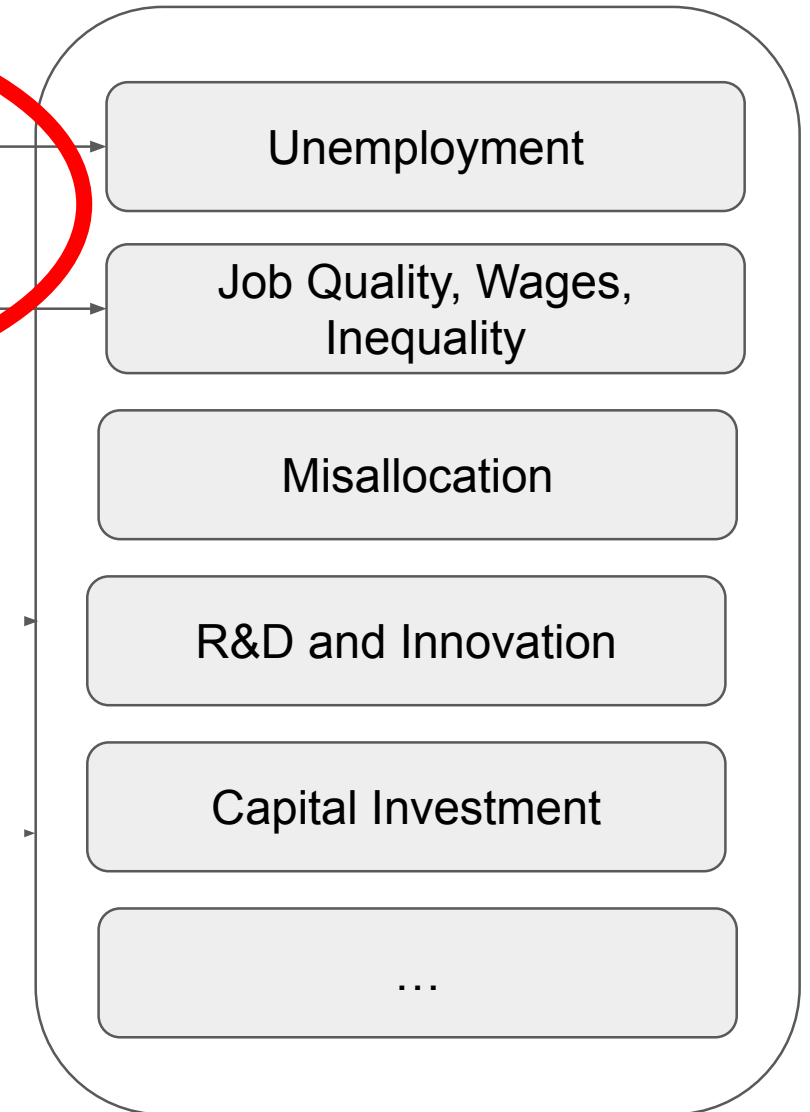 Unemployment
Job Quality, Wages,
Inequality
Misallocation
R&D and Innovation
Capital Investment
…